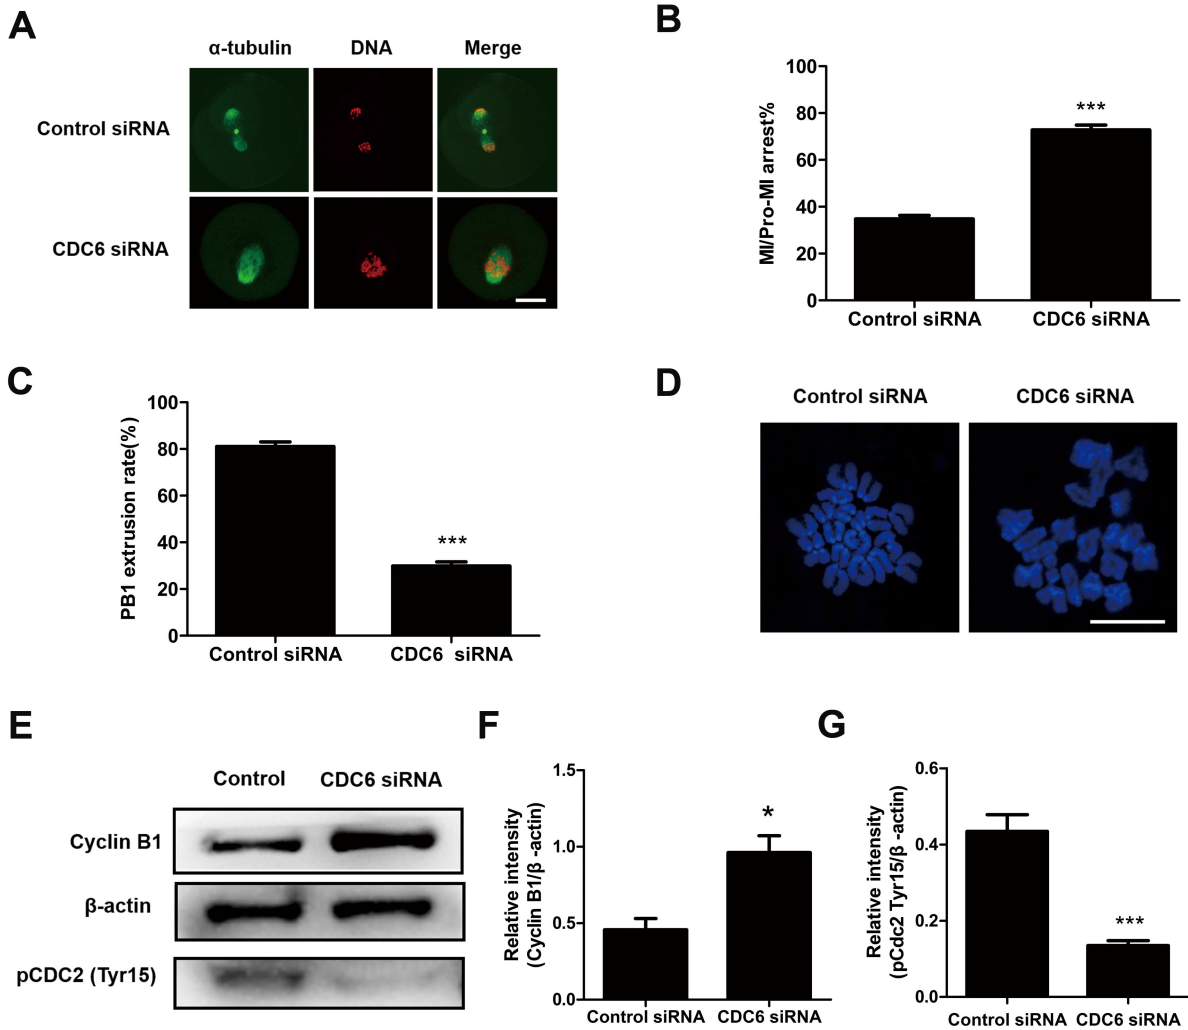 A
α-tubulin DNA Merge
Control siRNA
CDC6 siRNA
B
MI/Pro-MI arrest%
100
80
60
40
20
0
***
Control siRNA CDC6 siRNA
C
PB1 extrusion rate(%)
100
80
60
40
20
0
***
Control siRNA CDC6 siRNA
D
Control siRNA CDC6 siRNA
E
Control CDC6 siRNA
Cyclin B1
β-actin
pCDC2 (Tyr15)
F
Relative intensity
(Cyclin B1/β -actin)
1.5
1.0
0.5
0.0
*
Control siRNA CDC6 siRNA
G
Relative intensity
(pCdc2 Tyr15/β -actin)
0.6
0.4
0.2
0.0
***
Control siRNA CDC6 siRNA